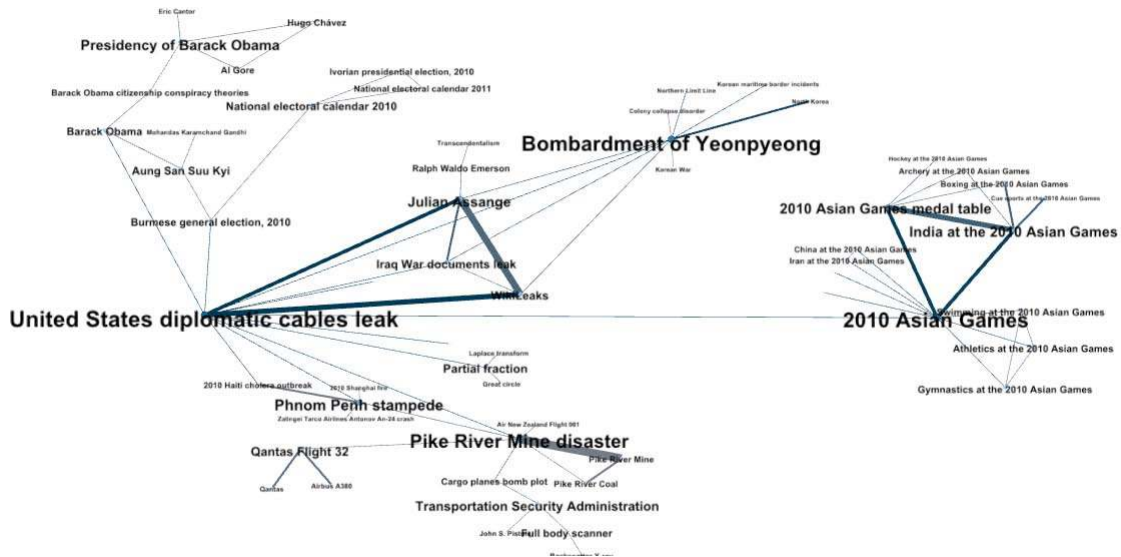 Eric Cantor
Hugo Chávez
Presidency of Barack Obama
Al Gore
Ivorian presidential election, 2010
Barack Obama citizenship conspiracy theories
National electoral calendar 2011
National electoral calendar 2010
Korean maritime border incidents
Northern Limit Line
North Korea
Colony collapse disorder
Barack Obama
Mohandas Karamchand Gandhi
Transcendentalism
Bombardment of Yeonpyeong
Aung San Suu Kyi
Ralph Waldo Emerson
Korean War
Hockey at the 2010 Asian Games
Archery at the 2010 Asian Games
Boxing at the 2010 Asian Games
Cue sports at the 2010 Asian Games
Julian Assange
2010 Asian Games medal table
Burmese general election, 2010
India at the 2010 Asian Games
China at the 2010 Asian Games
Iran at the 2010 Asian Games
Iraq War documents leak
WikiLeaks
United States diplomatic cables leak
2010 Asian Games
Swimming at the 2010 Asian Games
Athletics at the 2010 Asian Games
Laplace transform
Partial fraction
Great circle
2010 Haiti cholera outbreak
2010 Shanghai fire
Gymnastics at the 2010 Asian Games
Phnom Penh stampede
Tarco Airlines Antonov An-24 crash
Air New Zealand Flight 901
Pike River Mine disaster
Qantas Flight 32
Pike River Mine
Qantas
Airbus A380
Cargo planes bomb plot
Pike River Coal
Transportation Security Administration
John S.
Full body scanner